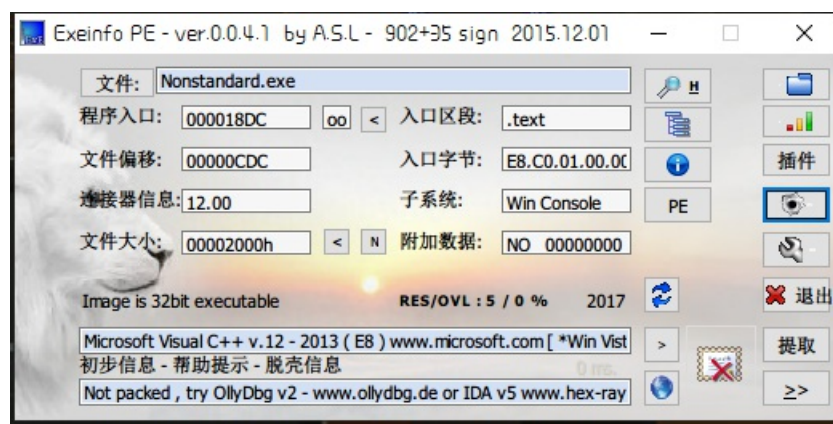 Exeinfo PE - ver.0.0.4.1 by A.S.L - 902+35 sign 2015.12.01
文件: Nonstandard.exe H
程序入口: 000018DC oo < 入口区段: .text
文件偏移: 00000CDC 入口字节: E8.C0.01.00.00 插件
连接器信息: 12.00 子系统: Win Console PE
文件大小: 00002000h < N 附加数据: NO 00000000
Image is 32bit executable RES/OVL : 5 / 0 % 2017 退出
Microsoft Visual C++ v.12 - 2013 ( E8 ) www.microsoft.com [ *Win Vist > 提取
初步信息 - 帮助提示 - 脱壳信息 0 ms.
Not packed , try OllyDbg v2 - www.ollydbg.de or IDA v5 www.hex-ray >>